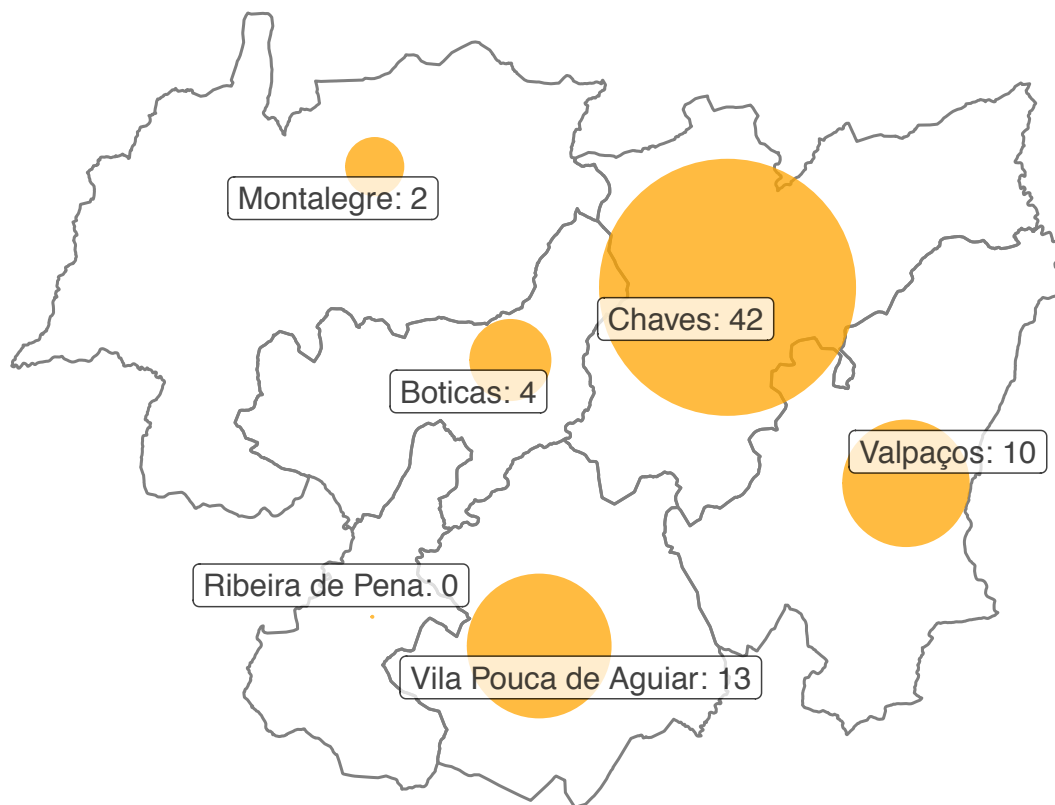 Montalegre: 2
Chaves: 42
Boticas: 4
Valpaços: 10
Ribeira de Pena: 0
Vila Pouca de Aguiar: 13